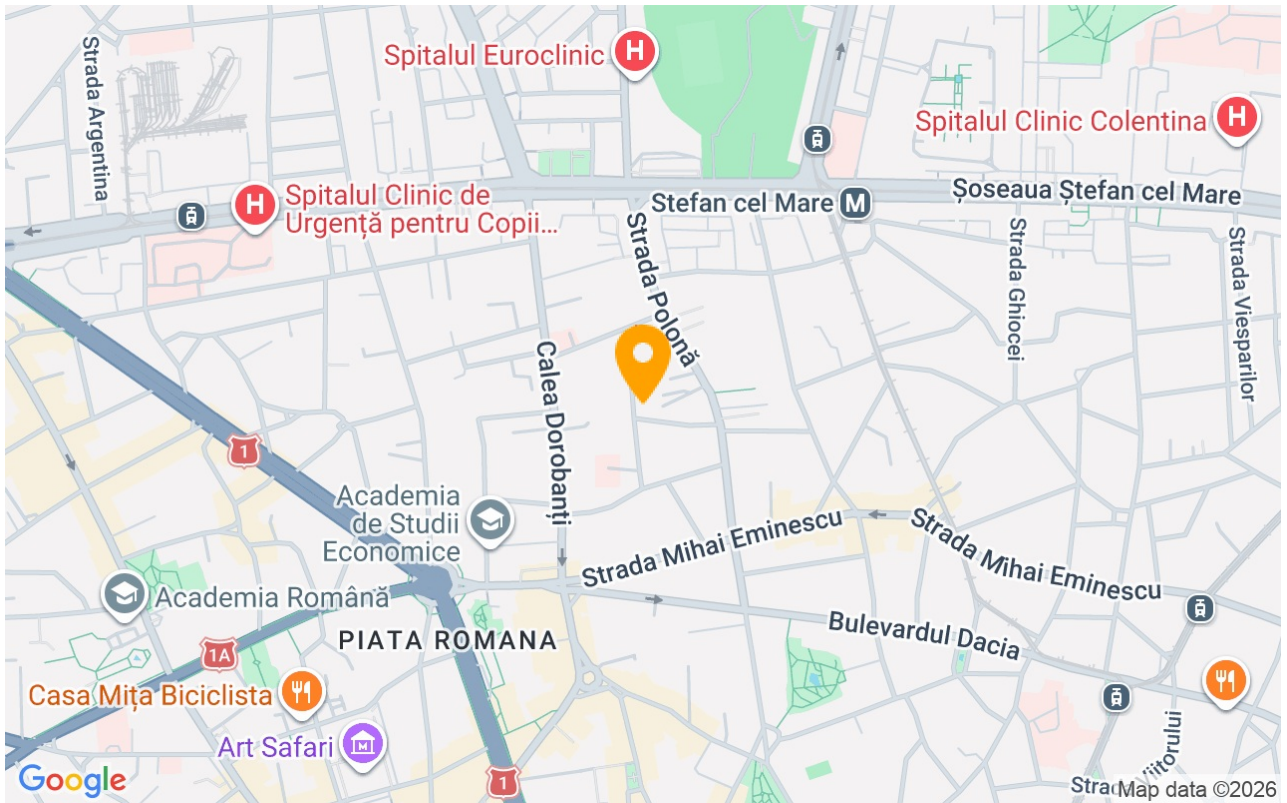 Strada Argentina
Spitalul Euroclinic
H
Spitalul Clinic Colentina
H
H
Spitalul Clinic de
Urgență pentru Copii...
Stefan cel Mare
M
Șoseaua Ștefan cel Mare
Strada Polonă
Strada Ghiocei
Strada Viesparilor
Calea Dorobanți
1
Academia
de Studii
Economice
Strada Mihai Eminescu
Strada Mihai Eminescu
Academia Română
PIATA ROMANA
Bulevardul Dacia
1A
Casa Mița Biciclista
Art Safari
M
1
Strada Viitorului
Google
Map data ©2026